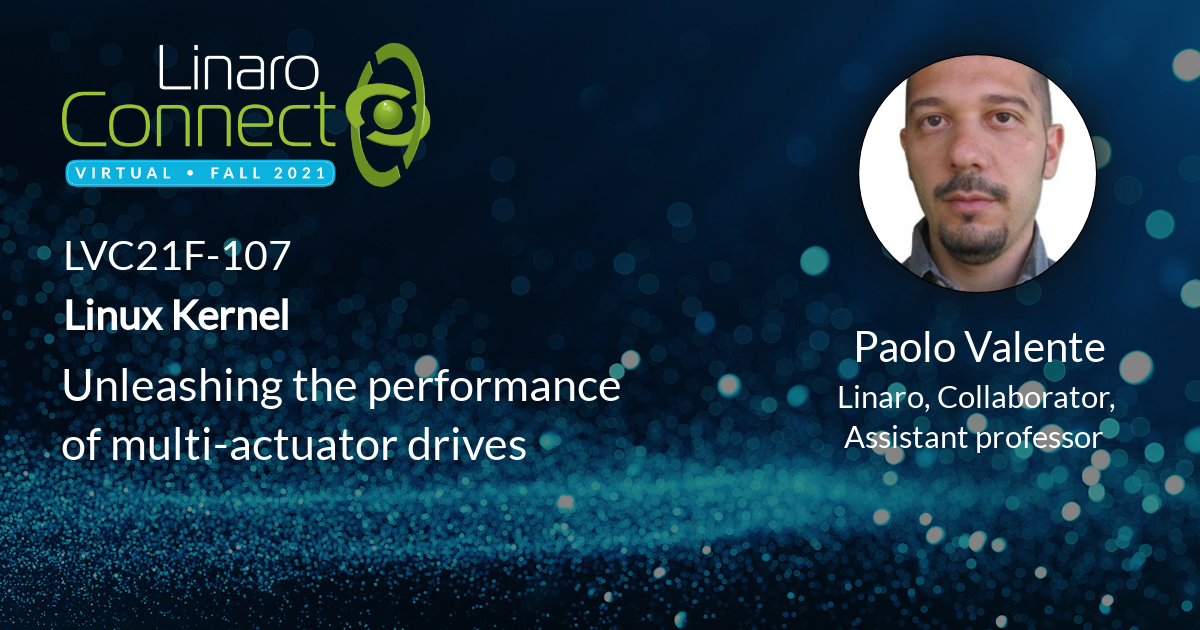 Linaro
Connect
VIRTUAL • FALL 2021
LVC21F-107
Linux Kernel
Unleashing the performance
of multi-actuator drives
Paolo Valente
Linaro, Collaborator,
Assistant professor